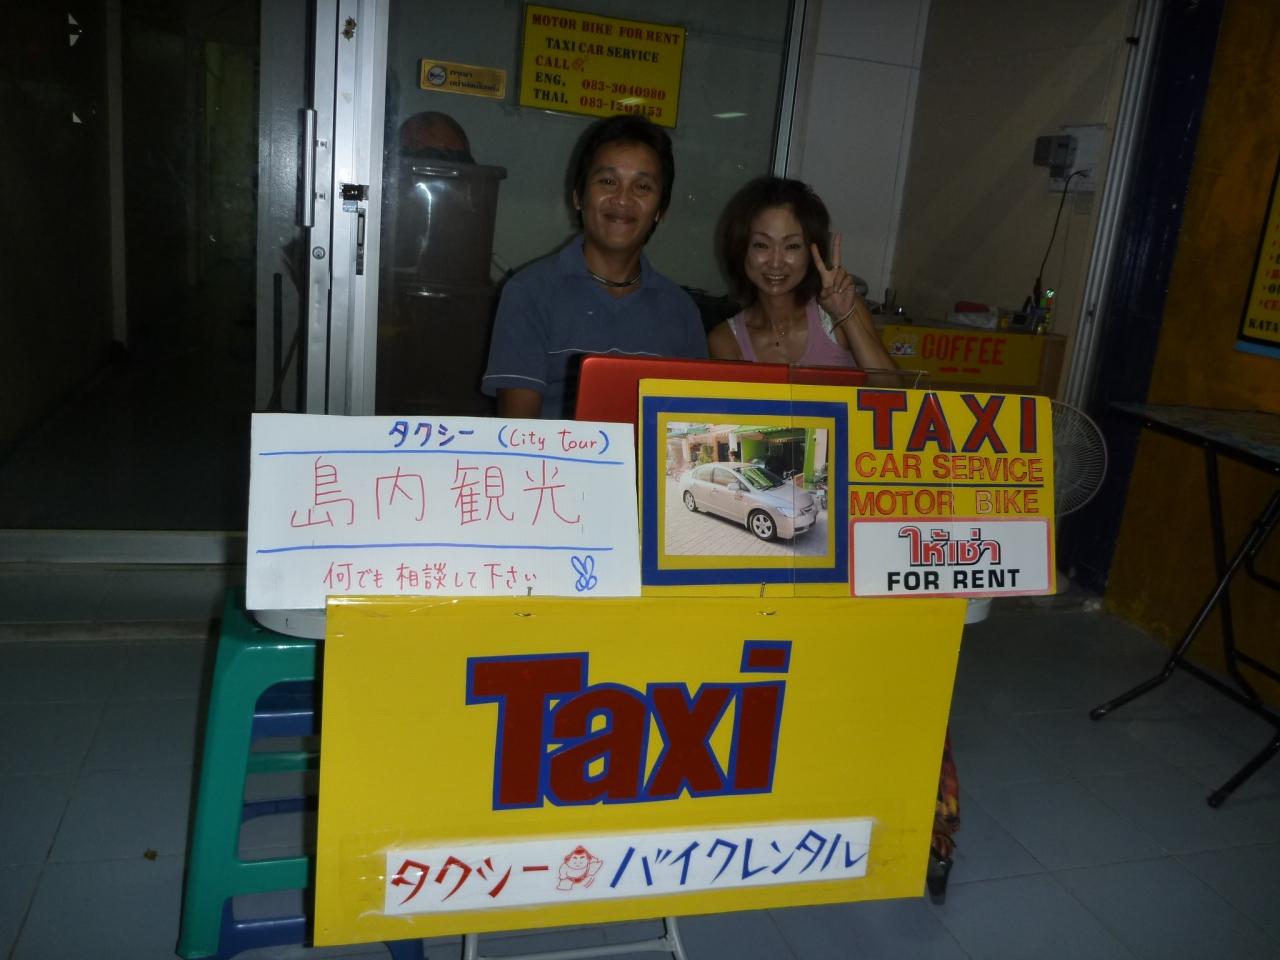 MOTOR BIKE FOR RENT
TAXI CAR SERVICE
CALL
ENG. 083-3040980
THAI. 083-1203153
COFFEE
KATA
タクシー (City tour)
島内観光
何でも相談して下さい
TAXI
CAR SERVICE
MOTOR BIKE
ให้เช่า
FOR RENT
Taxi
タクシー バイクレンタル